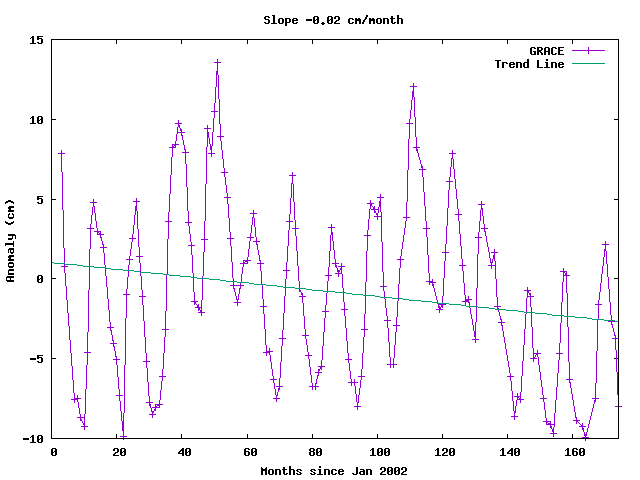 Slope -0.02 cm/month
GRACE
Trend Line
15
10
5
0
-5
-10
Anomaly (cm)
0 20 40 60 80 100 120 140 160
Months since Jan 2002